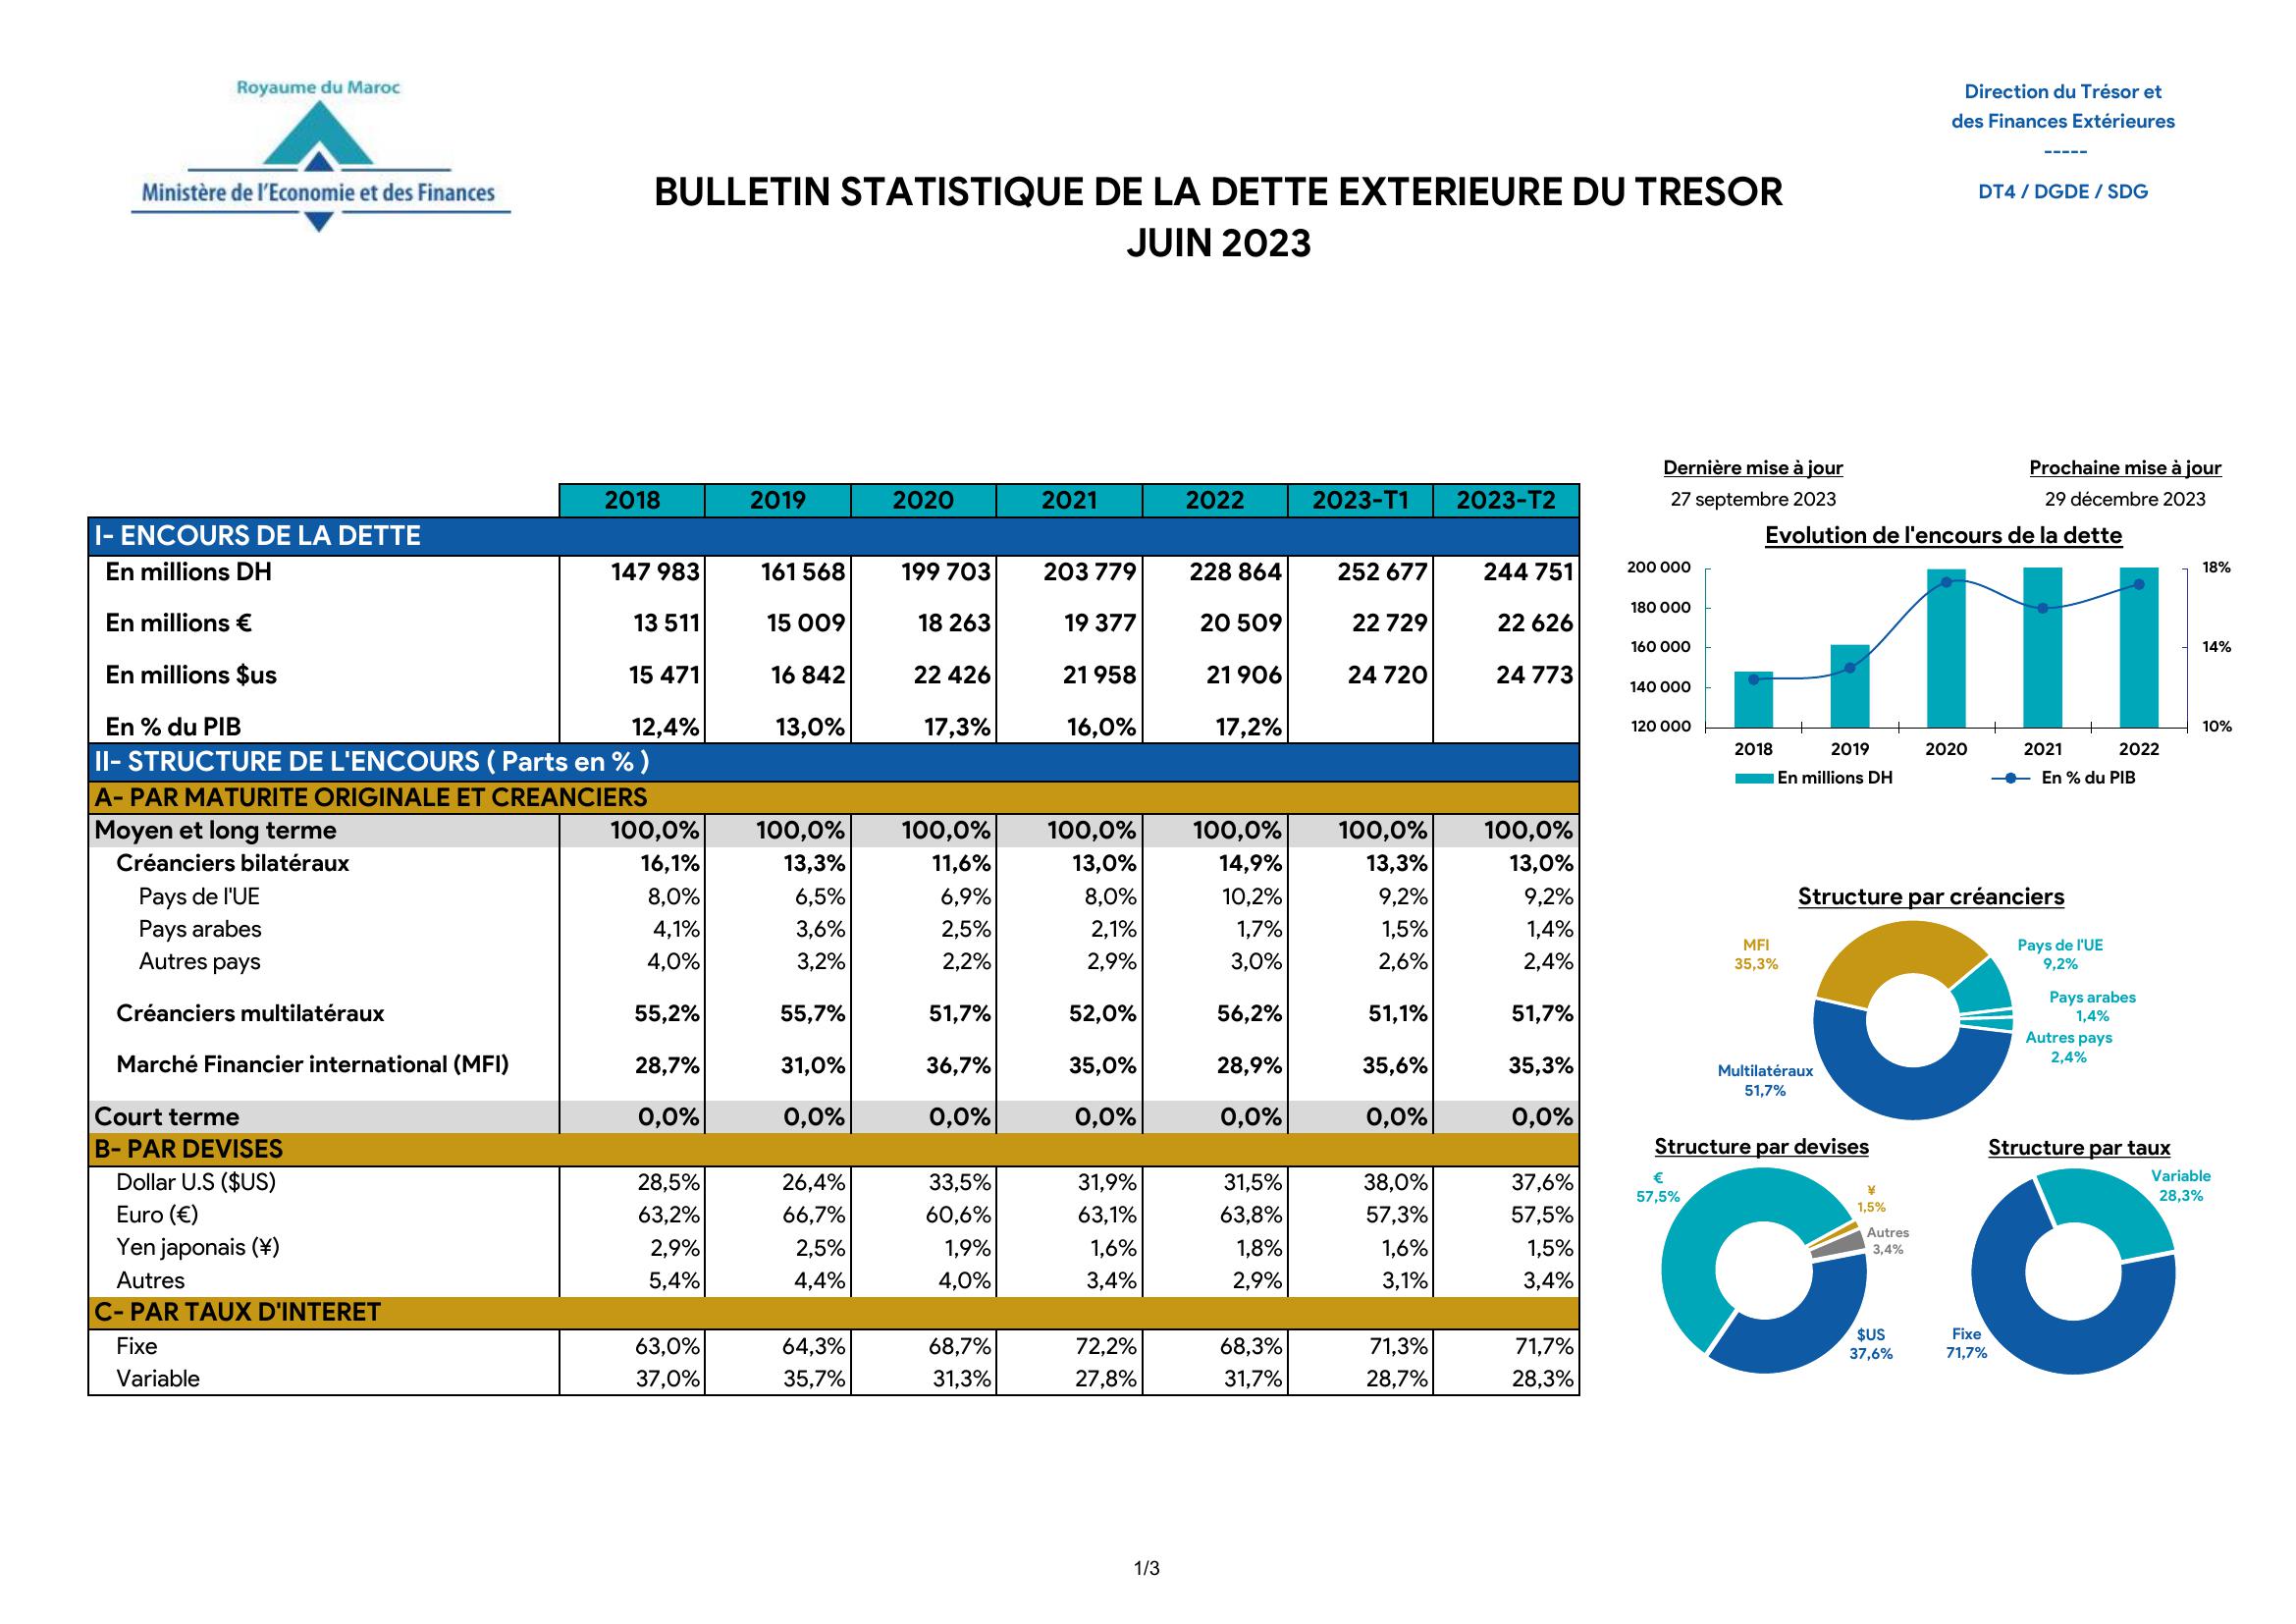 Royaume du Maroc
Ministère de l'Economie et des Finances
Direction du Trésor et
des Finances Extérieures
-----
DT4 / DGDE / SDG
BULLETIN STATISTIQUE DE LA DETTE EXTERIEURE DU TRESOR
JUIN 2023
2018 2019 2020 2021 2022 2023-T1 2023-T2
I- ENCOURS DE LA DETTE
En millions DH 147 983 161 568 199 703 203 779 228 864 252 677 244 751
En millions € 13 511 15 009 18 263 19 377 20 509 22 729 22 626
En millions $us 15 471 16 842 22 426 21 958 21 906 24 720 24 773
En % du PIB 12,4% 13,0% 17,3% 16,0% 17,2%
II- STRUCTURE DE L'ENCOURS ( Parts en % )
A- PAR MATURITE ORIGINALE ET CREANCIERS
Moyen et long terme 100,0% 100,0% 100,0% 100,0% 100,0% 100,0% 100,0%
Créanciers bilatéraux 16,1% 13,3% 11,6% 13,0% 14,9% 13,3% 13,0%
Pays de l'UE 8,0% 6,5% 6,9% 8,0% 10,2% 9,2% 9,2%
Pays arabes 4,1% 3,6% 2,5% 2,1% 1,7% 1,5% 1,4%
Autres pays 4,0% 3,2% 2,2% 2,9% 3,0% 2,6% 2,4%
Créanciers multilatéraux 55,2% 55,7% 51,7% 52,0% 56,2% 51,1% 51,7%
Marché Financier international (MFI) 28,7% 31,0% 36,7% 35,0% 28,9% 35,6% 35,3%
Court terme 0,0% 0,0% 0,0% 0,0% 0,0% 0,0% 0,0%
B- PAR DEVISES
Dollar U.S ($US) 28,5% 26,4% 33,5% 31,9% 31,5% 38,0% 37,6%
Euro (€) 63,2% 66,7% 60,6% 63,1% 63,8% 57,3% 57,5%
Yen japonais (¥) 2,9% 2,5% 1,9% 1,6% 1,8% 1,6% 1,5%
Autres 5,4% 4,4% 4,0% 3,4% 2,9% 3,1% 3,4%
C- PAR TAUX D'INTERET
Fixe 63,0% 64,3% 68,7% 72,2% 68,3% 71,3% 71,7%
Variable 37,0% 35,7% 31,3% 27,8% 31,7% 28,7% 28,3%
Dernière mise à jour Prochaine mise à jour
27 septembre 2023 29 décembre 2023
Evolution de l'encours de la dette
200 000 18%
180 000
160 000 14%
140 000
120 000 10%
2018 2019 2020 2021 2022
En millions DH En % du PIB
Structure par créanciers
MFI
35,3%
Pays de l'UE
9,2%
Pays arabes
1,4%
Autres pays
2,4%
Multilatéraux
51,7%
Structure par devises
€
57,5%
¥
1,5%
Autres
3,4%
$US
37,6%
Structure par taux
Variable
28,3%
Fixe
71,7%
1/3